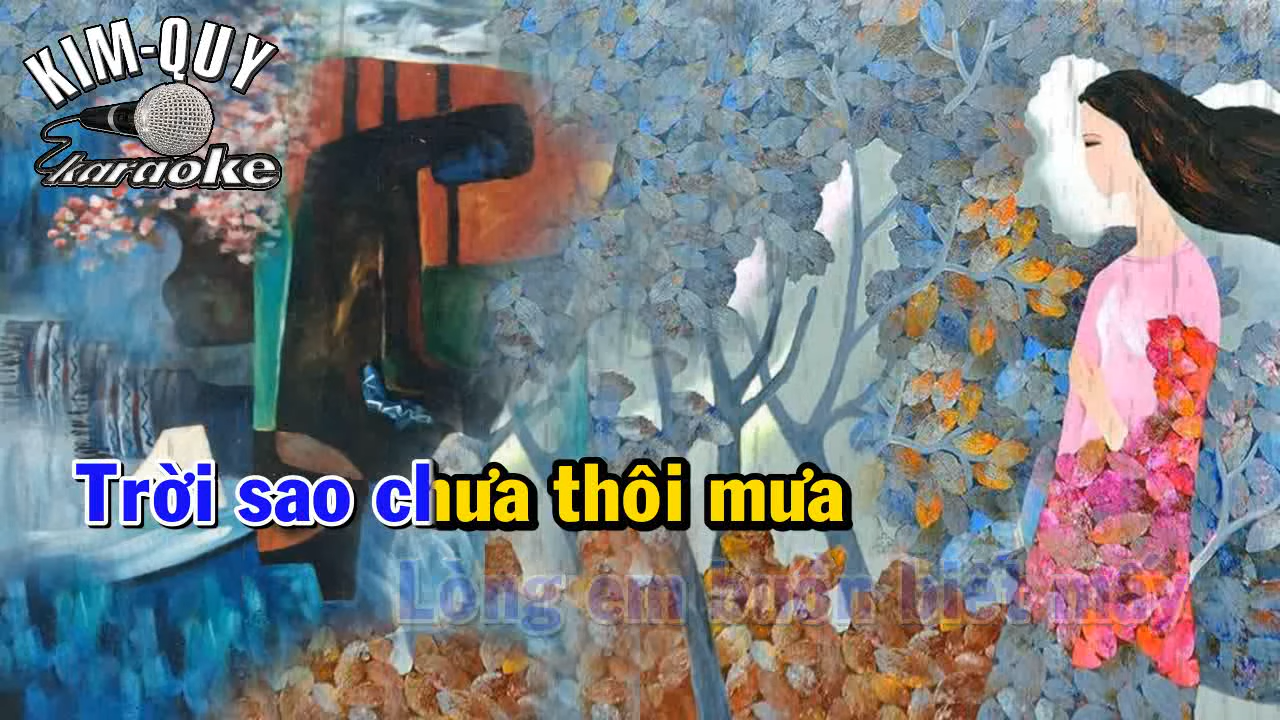 KIM-QUY
karaoke
Trời sao chưa thôi mưa
Lòng em buồn biết mấy